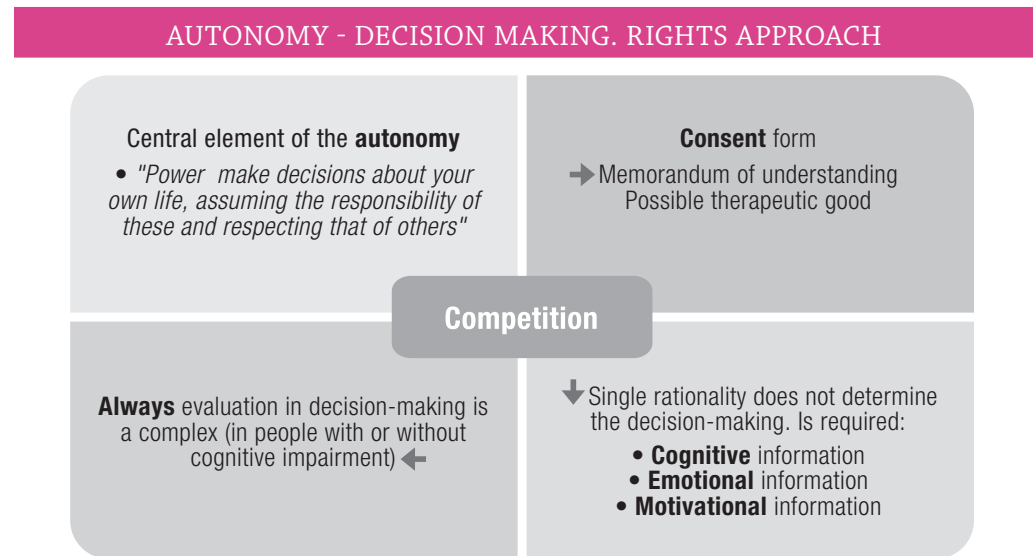 AUTONOMY - DECISION MAKING. RIGHTS APPROACH
Central element of the autonomy
• "Power make decisions about your
own life, assuming the responsibility of
these and respecting that of others"
Consent form
Memorandum of understanding
Possible therapeutic good
Competition
Always evaluation in decision-making is
a complex (in people with or without
cognitive impairment)
Single rationality does not determine
the decision-making. Is required:
• Cognitive information
• Emotional information
• Motivational information